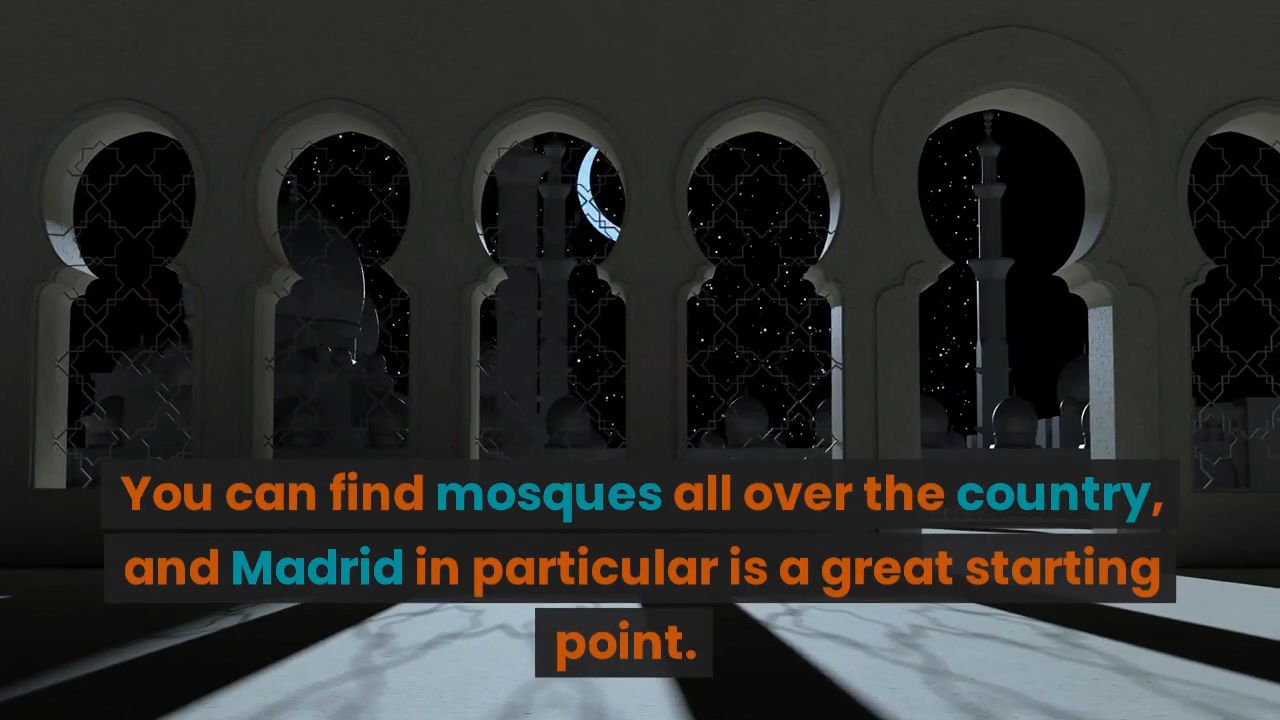 You can find mosques all over the country,
and Madrid in particular is a great starting
point.